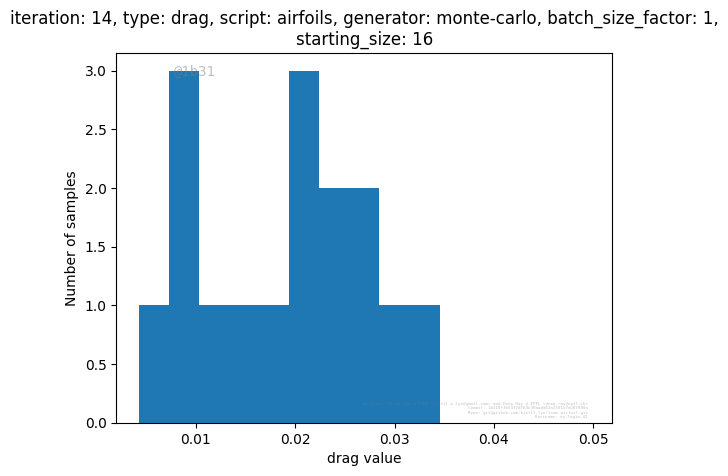 iteration: 14, type: drag, script: airfoils, generator: monte-carlo, batch_size_factor: 1,
starting_size: 16
@1b31
3.0
2.5
2.0
1.5
1.0
0.5
0.0
Number of samples
0.01
0.02
0.03
0.04
0.05
drag value